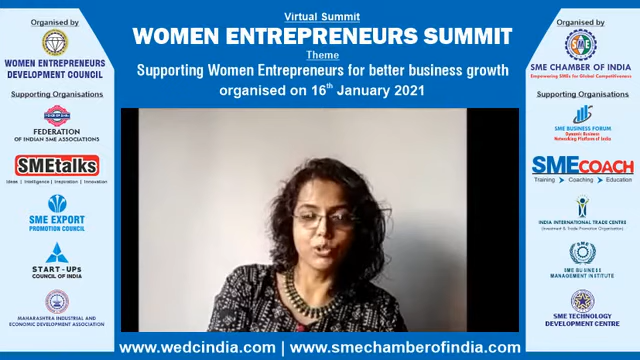 Virtual Summit
WOMEN ENTREPRENEURS SUMMIT
Theme
Supporting Women Entrepreneurs for better business growth
organised on 16th January 2021
Organised by
WOMEN ENTREPRENEURS
DEVELOPMENT COUNCIL
Supporting Organisations
FEDERATION
OF INDIAN SME ASSOCIATIONS
SMEtalks
Ideas | Intelligence | Inspiration | Innovation
SME EXPORT
PROMOTION COUNCIL
START-UPs
COUNCIL OF INDIA
MAHARASHTRA INDUSTRIAL AND
ECONOMIC DEVELOPMENT ASSOCIATION
Organised by
SME
SME CHAMBER OF INDIA
Empowering SMEs for Global Competitiveness
Supporting Organisations
SME BUSINESS FORUM
Dynamic Business
Networking Platform of India
SMECOACH
Training Coaching Education
INDIA INTERNATIONAL TRADE CENTRE
Investment & Trade Promotion Organisation
SME BUSINESS
MANAGEMENT INSTITUTE
SME TECHNOLOGY
DEVELOPMENT CENTRE
www.wedcindia.com | www.smechamberofindia.com